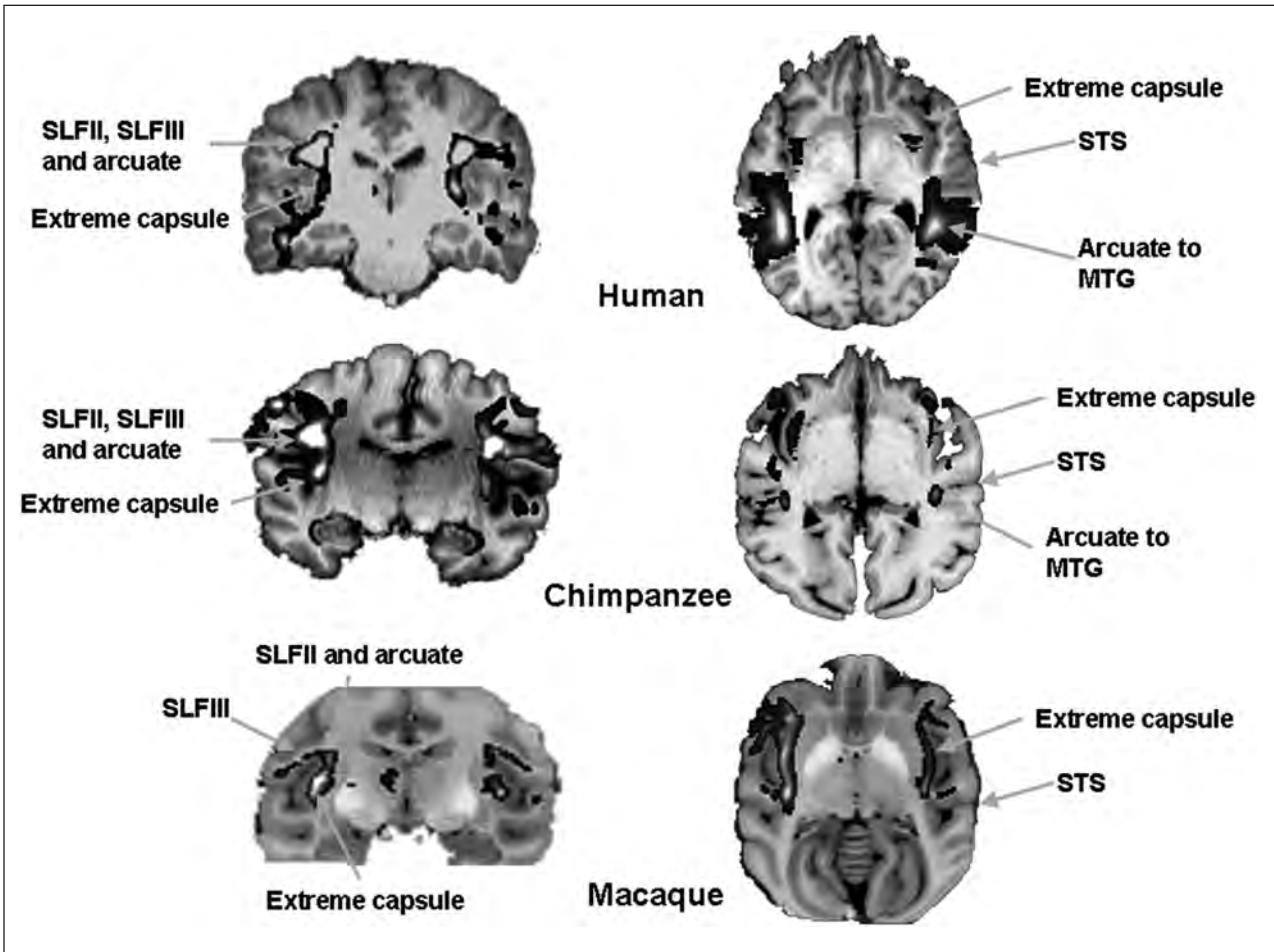 SLFII, SLFIII
and arcuate
Extreme capsule
Extreme capsule
STS
Arcuate to
MTG
Human
SLFII, SLFIII
and arcuate
Extreme capsule
Extreme capsule
STS
Arcuate to
MTG
Chimpanzee
SLFII and arcuate
SLFIII
Extreme capsule
Extreme capsule
STS
Macaque